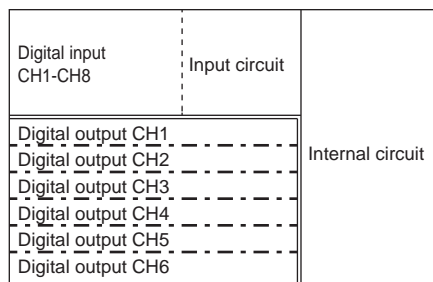 Digital input
CH1-CH8
Input circuit
Digital output CH1
Digital output CH2
Digital output CH3
Digital output CH4
Digital output CH5
Digital output CH6
Internal circuit